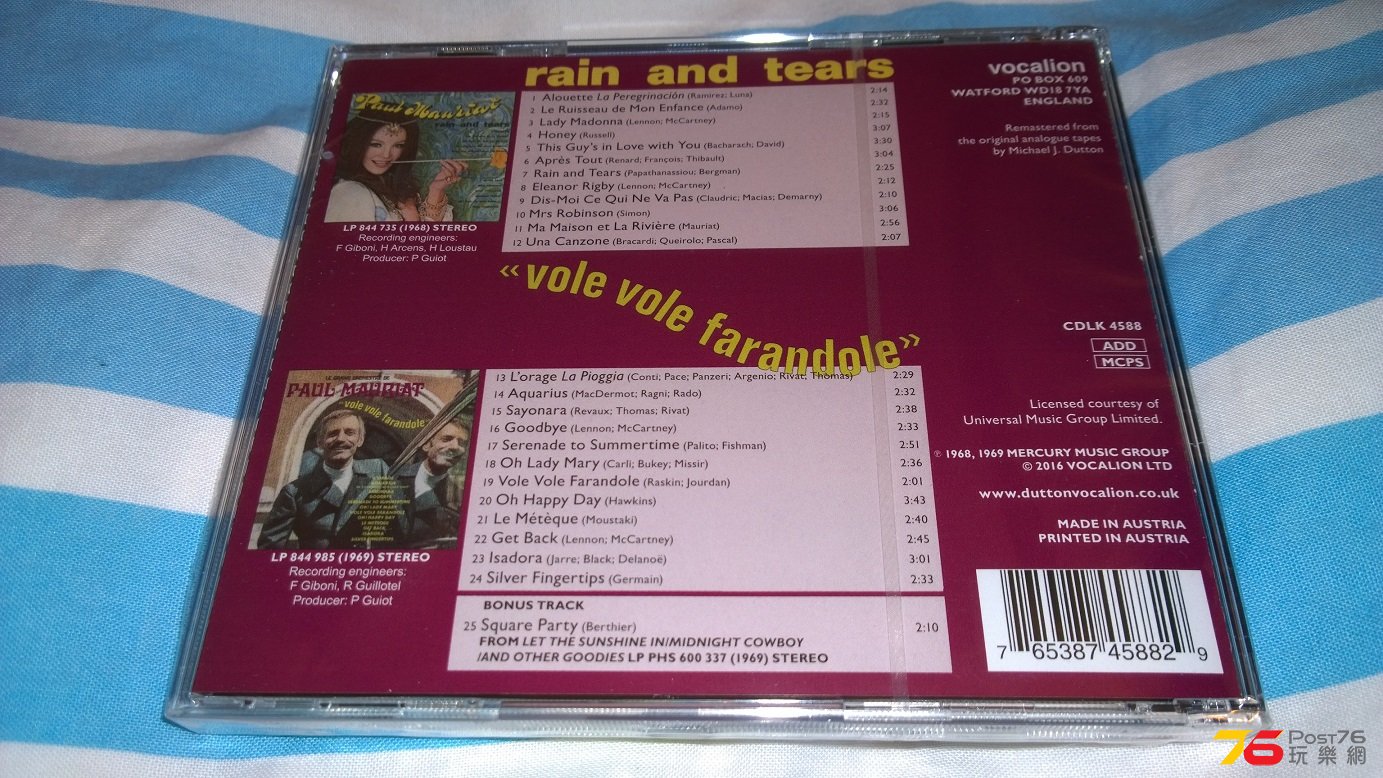 rain and tears
Paul Mauriat
rain and tears
LP 844 735 (1968) STEREO
Recording engineers:
F Giboni, H Arcens, H Loustau
Producer: P Guiot
1 Alouette La Peregrinación (Ramirez; Luna) 2:14
2 Le Ruisseau de Mon Enfance (Adamo) 2:32
3 Lady Madonna (Lennon; McCartney) 2:15
4 Honey (Russell) 3:07
5 This Guy's in Love with You (Bacharach; David) 3:30
6 Après Tout (Renard; François; Thibault) 3:04
7 Rain and Tears (Papathanassiou; Bergman) 2:25
8 Eleanor Rigby (Lennon; McCartney) 2:12
9 Dis-Moi Ce Qui Ne Va Pas (Claudric; Macias; Demarny) 2:10
10 Mrs Robinson (Simon) 3:06
11 Ma Maison et La Rivière (Mauriat) 2:56
12 Una Canzone (Bracardi; Queirolo; Pascal) 2:07
vocalion
PO BOX 609
WATFORD WD18 7YA
ENGLAND
Remastered from
the original analogue tapes
by Michael J. Dutton
«vole vole farandole»
LE GRAND ORCHESTRE DE
PAUL MAURIAT
"vole vole farandole"
LP 844 985 (1969) STEREO
Recording engineers:
F Giboni, R Guillotel
Producer: P Guiot
13 L'orage La Pioggia (Conti; Pace; Panzeri; Argenio; Rivat; Thomas) 2:29
14 Aquarius (MacDermot; Ragni; Rado) 2:32
15 Sayonara (Revaux; Thomas; Rivat) 2:38
16 Goodbye (Lennon; McCartney) 2:33
17 Serenade to Summertime (Palito; Fishman) 2:51
18 Oh Lady Mary (Carli; Bukey; Missir) 2:36
19 Vole Vole Farandole (Raskin; Jourdan) 2:01
20 Oh Happy Day (Hawkins) 3:43
21 Le Métèque (Moustaki) 2:40
22 Get Back (Lennon; McCartney) 2:45
23 Isadora (Jarre; Black; Delanoë) 3:01
24 Silver Fingertips (Germain) 2:33
BONUS TRACK
25 Square Party (Berthier) 2:10
FROM LET THE SUNSHINE IN/MIDNIGHT COWBOY
/AND OTHER GOODIES LP PHS 600 337 (1969) STEREO
CDLK 4588
ADD
MCPS
Licensed courtesy of
Universal Music Group Limited.
℗ 1968, 1969 MERCURY MUSIC GROUP
© 2016 VOCALION LTD
www.duttonvocalion.co.uk
MADE IN AUSTRIA
PRINTED IN AUSTRIA
7 65387 45882 9
76 Post76
玩樂網